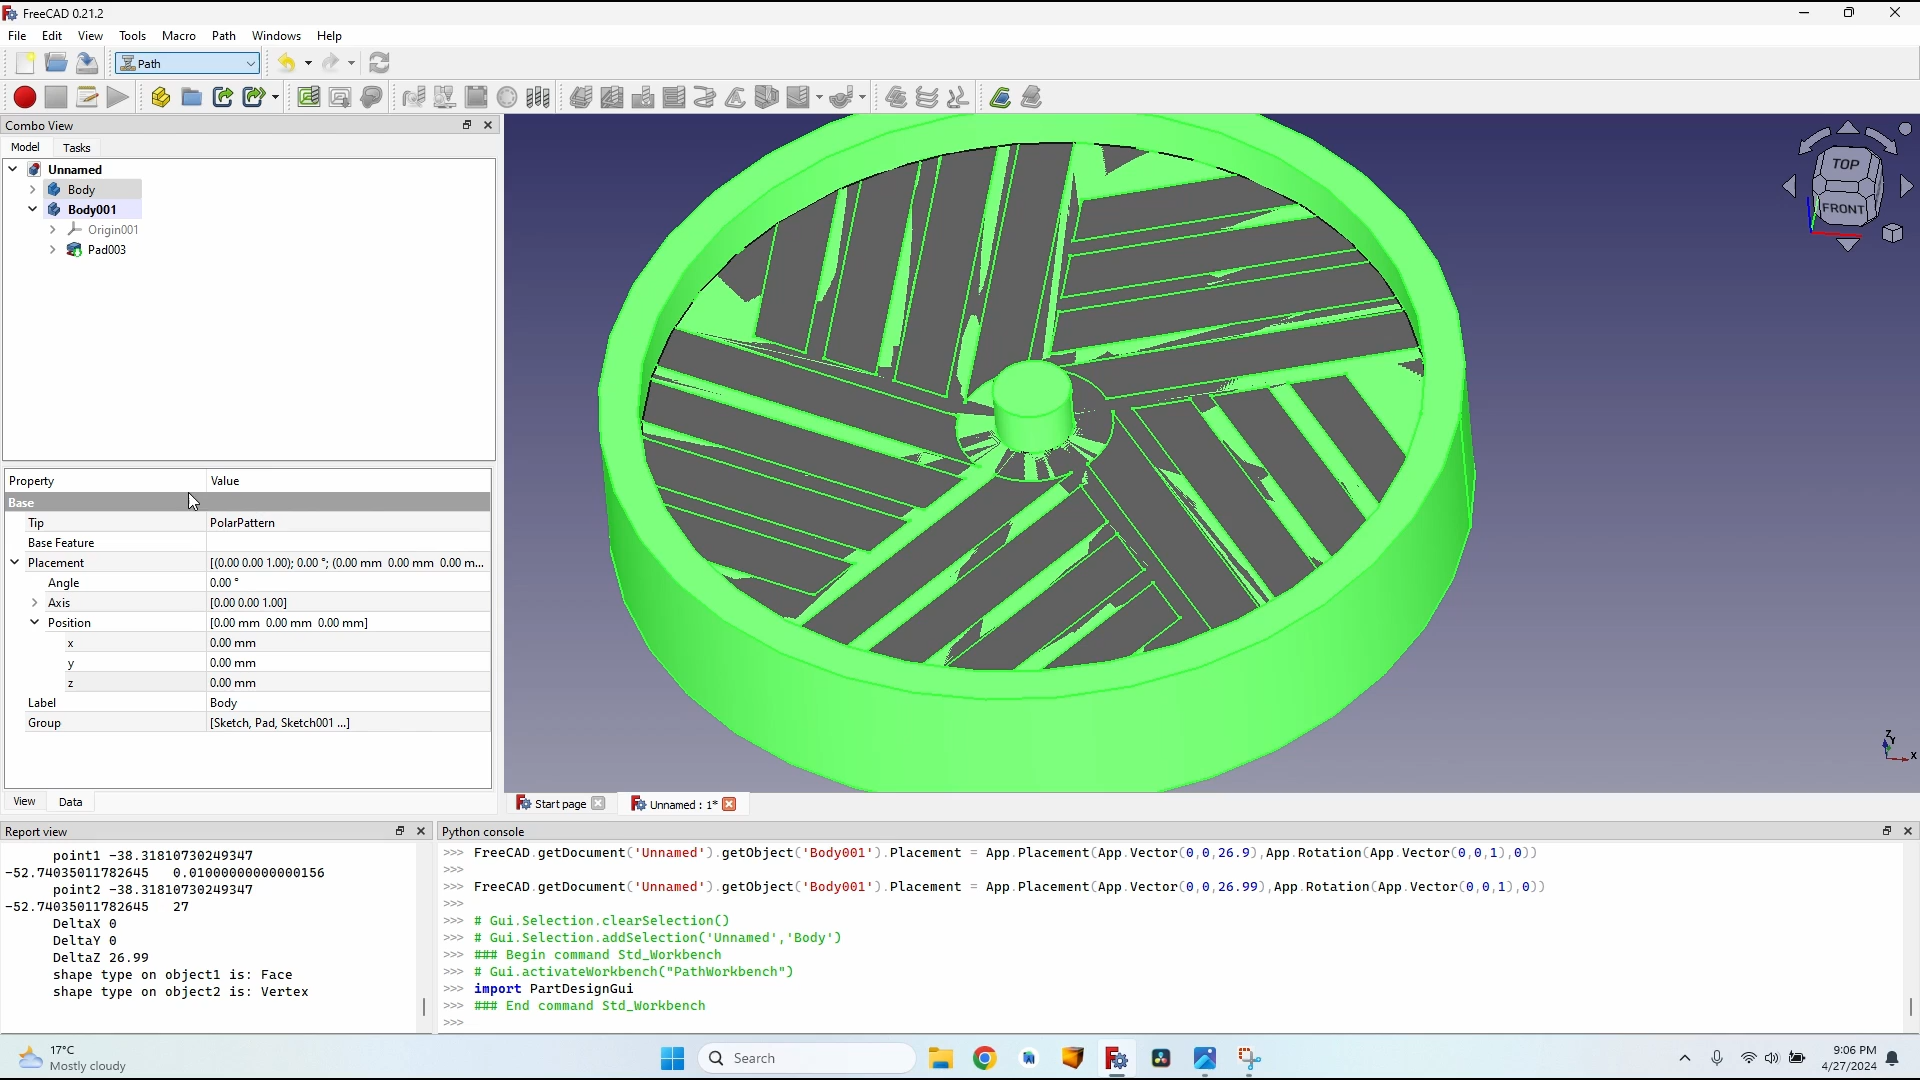 FreeCAD 0.21.2
File Edit View Tools Macro Path Windows Help
Path
Combo View
Model Tasks
Unnamed
Body
Body001
Origin001
Pad003
TOP
FRONT
Property Value
Base
Tip PolarPattern
Base Feature
Placement [(0.00 0.00 1.00); 0.00 °; (0.00 mm 0.00 mm 0.00 m...
Angle 0.00 °
Axis [0.00 0.00 1.00]
Position [0.00 mm 0.00 mm 0.00 mm]
x 0.00 mm
y 0.00 mm
z 0.00 mm
Label Body
Group [Sketch, Pad, Sketch001 ...]
Z
Y
X
View Data
Start page Unnamed : 1*
Report view
point1 -38.31810730249347
-52.74035011782645 0.01000000000000156
point2 -38.31810730249347
-52.74035011782645 27
DeltaX 0
DeltaY 0
DeltaZ 26.99
shape type on object1 is: Face
shape type on object2 is: Vertex
Python console
>>> FreeCAD.getDocument('Unnamed').getObject('Body001').Placement = App.Placement(App.Vector(0,0,26.9),App.Rotation(App.Vector(0,0,1),0))
>>>
>>> FreeCAD.getDocument('Unnamed').getObject('Body001').Placement = App.Placement(App.Vector(0,0,26.99),App.Rotation(App.Vector(0,0,1),0))
>>>
>>> # Gui.Selection.clearSelection()
>>> # Gui.Selection.addSelection('Unnamed','Body')
>>> ### Begin command Std_Workbench
>>> # Gui.activateWorkbench("PathWorkbench")
>>> import PartDesignGui
>>> ### End command Std_Workbench
>>>
17°C
Mostly cloudy
Search
9:06 PM
4/27/2024